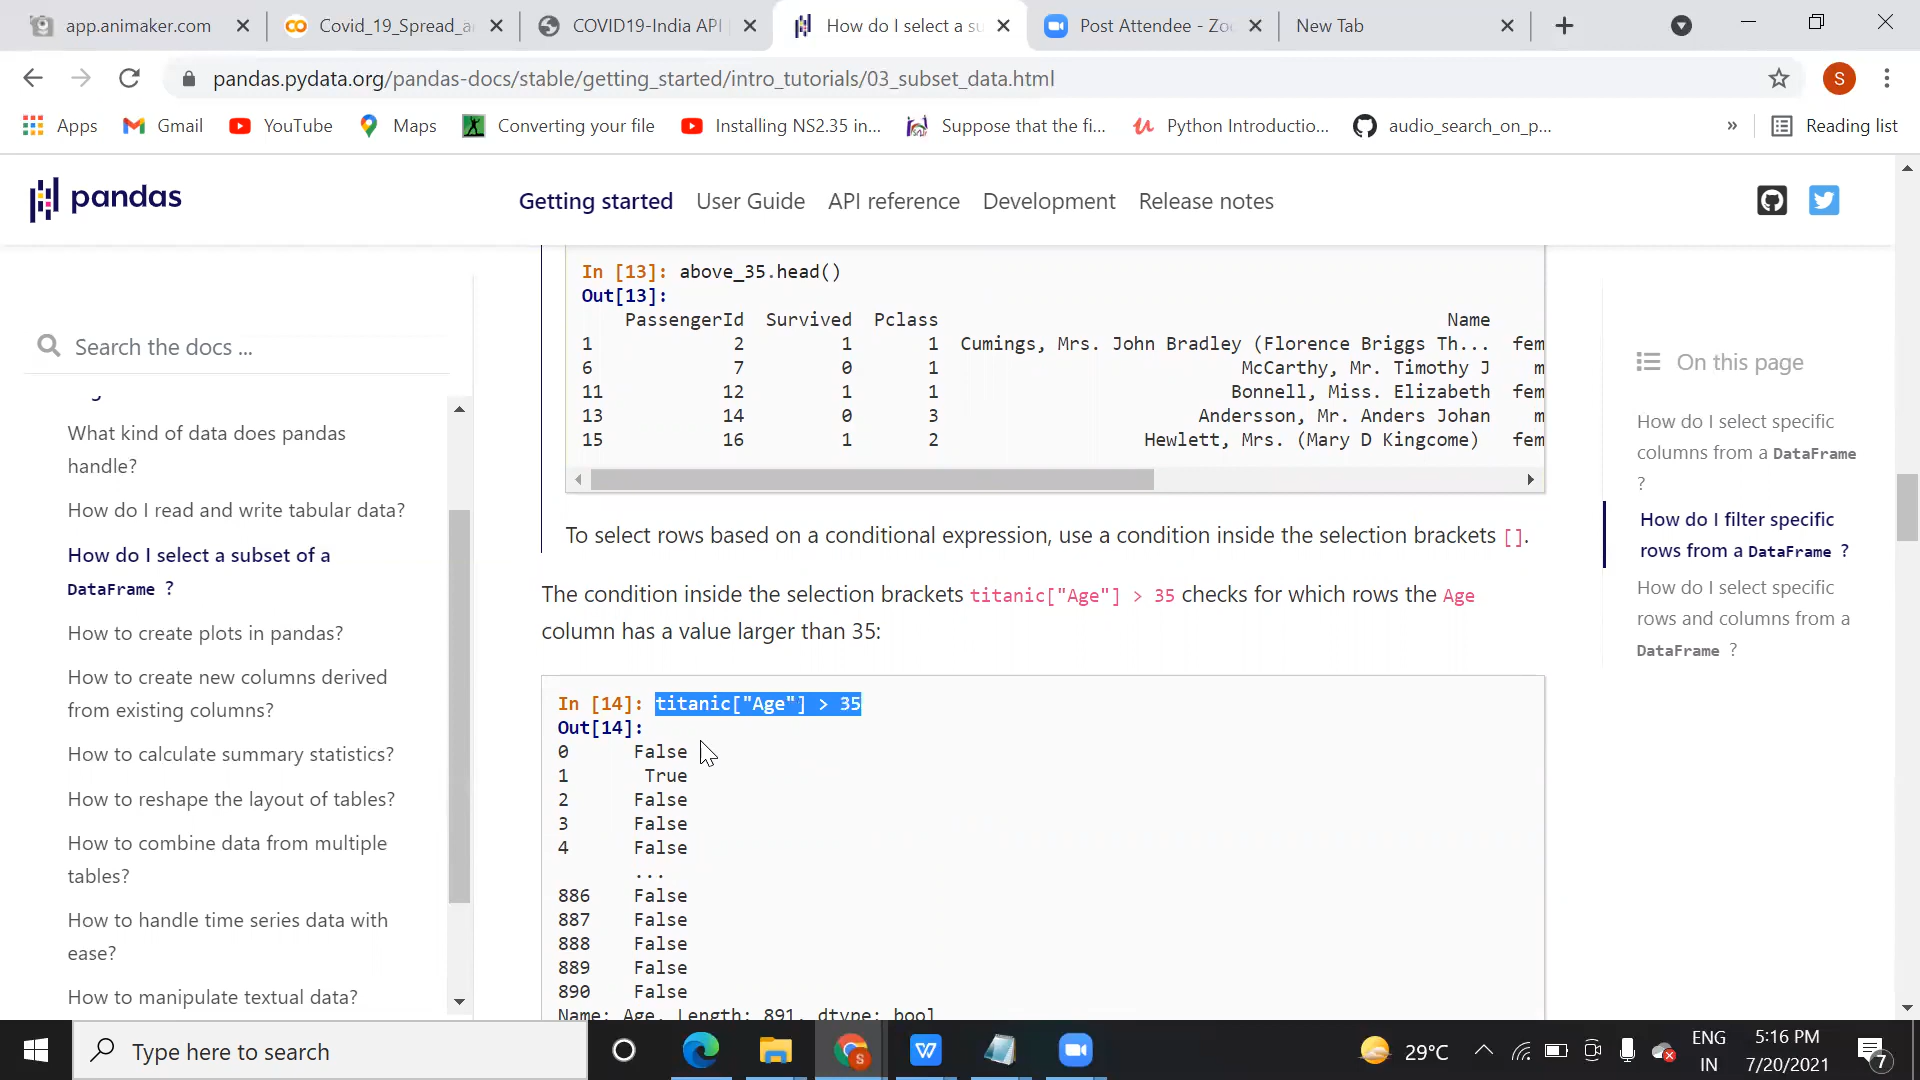 app.animaker.com
Covid_19_Spread_a
COVID19-India API
How do I select a su
Post Attendee - Zoo
New Tab
pandas.pydata.org/pandas-docs/stable/getting_started/intro_tutorials/03_subset_data.html
S
Apps
Gmail
YouTube
Maps
Converting your file
Installing NS2.35 in...
Suppose that the fi...
Python Introductio...
audio_search_on_p...
»
Reading list
pandas
Getting started
User Guide
API reference
Development
Release notes
Search the docs ...
What kind of data does pandas
handle?
How do I read and write tabular data?
How do I select a subset of a
DataFrame ?
How to create plots in pandas?
How to create new columns derived
from existing columns?
How to calculate summary statistics?
How to reshape the layout of tables?
How to combine data from multiple
tables?
How to handle time series data with
ease?
How to manipulate textual data?
In [13]: above_35.head()
Out[13]:
PassengerId Survived Pclass Name
1 2 1 1 Cumings, Mrs. John Bradley (Florence Briggs Th... fem
6 7 0 1 McCarthy, Mr. Timothy J m
11 12 1 1 Bonnell, Miss. Elizabeth fem
13 14 0 3 Andersson, Mr. Anders Johan m
15 16 1 2 Hewlett, Mrs. (Mary D Kingcome) fem
To select rows based on a conditional expression, use a condition inside the selection brackets [].
The condition inside the selection brackets titanic["Age"] > 35 checks for which rows the Age
column has a value larger than 35:
In [14]: titanic["Age"] > 35
Out[14]:
0 False
1 True
2 False
3 False
4 False
...
886 False
887 False
888 False
889 False
890 False
Name: Age, Length: 891, dtype: bool
On this page
How do I select specific
columns from a DataFrame
?
How do I filter specific
rows from a DataFrame ?
How do I select specific
rows and columns from a
DataFrame ?
Type here to search
S
29°C
ENG
IN
5:16 PM
7/20/2021
7